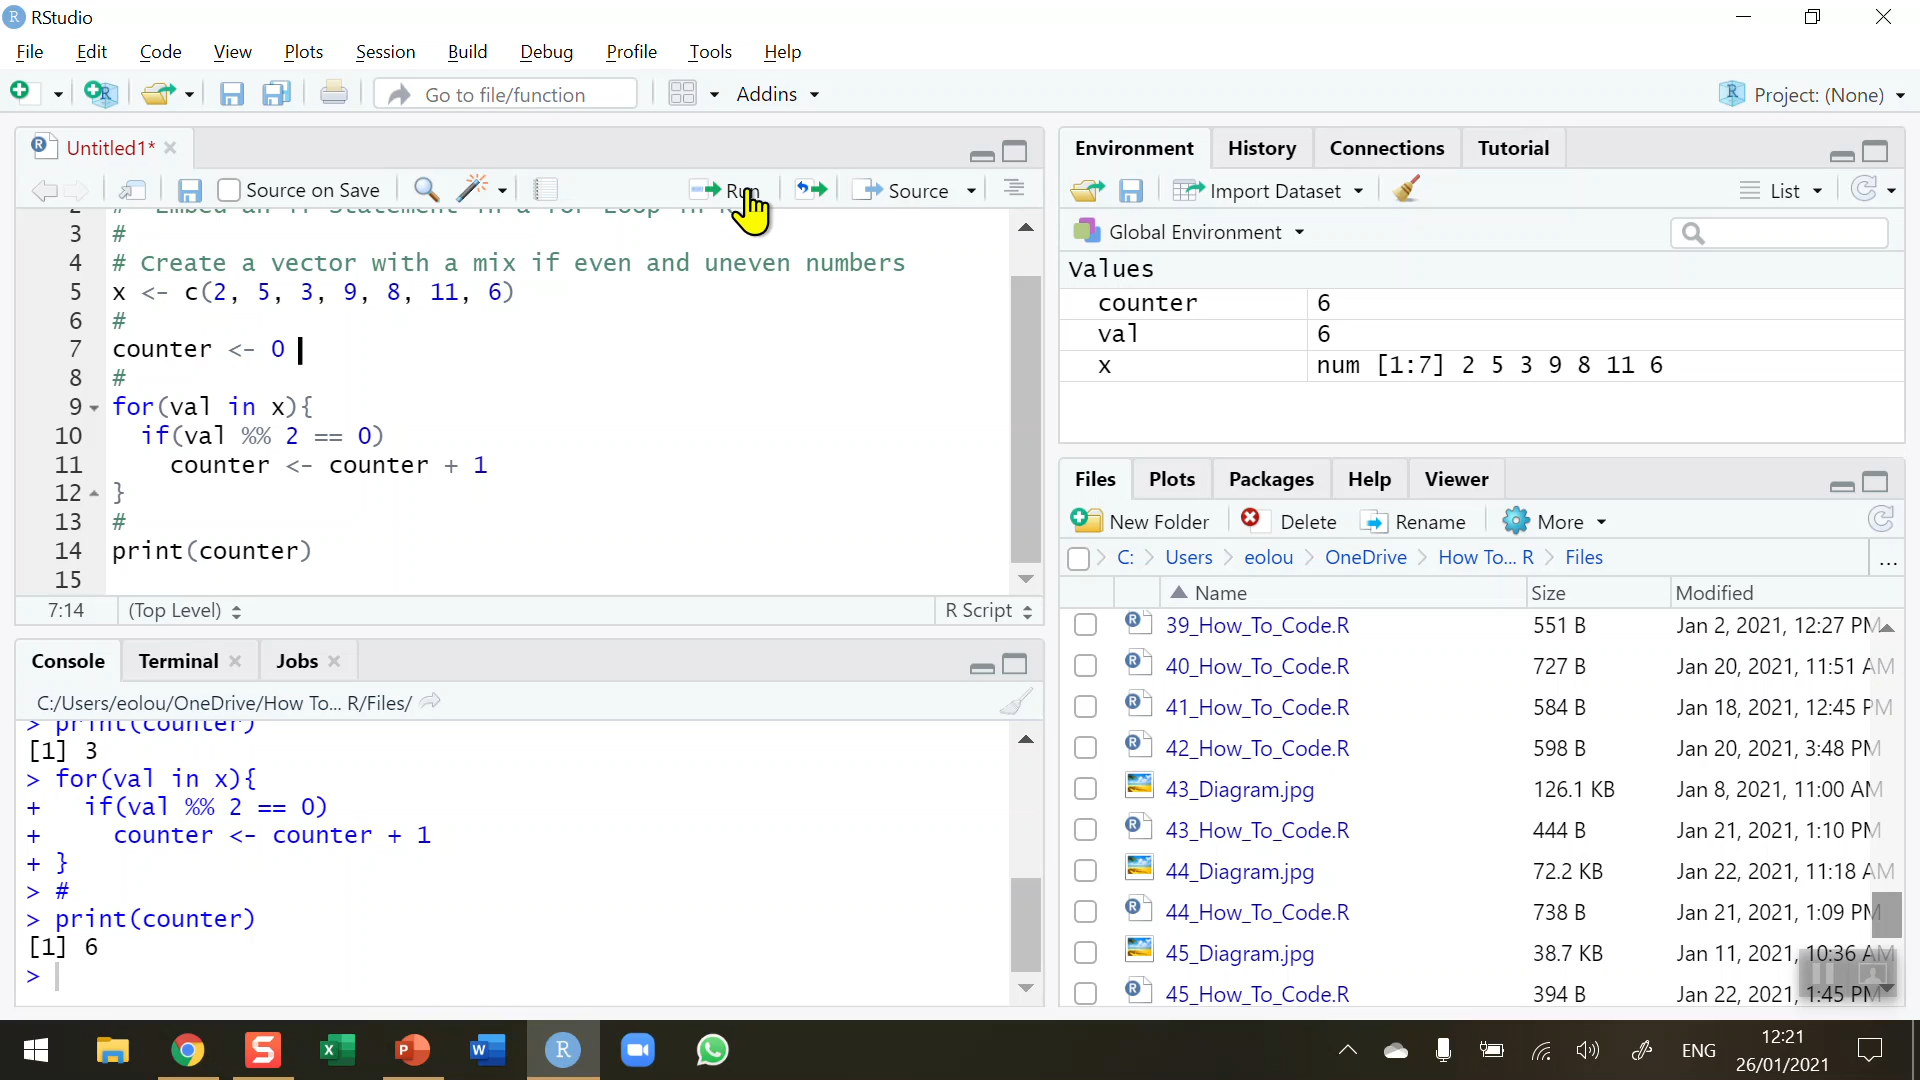 RStudio
File Edit Code View Plots Session Build Debug Profile Tools Help
Go to file/function Addins Project: (None)
Untitled1*
Source on Save Run Source
2 # Embed an if statement in a for Loop in R
3 #
4 # Create a vector with a mix if even and uneven numbers
5 x <- c(2, 5, 3, 9, 8, 11, 6)
6 #
7 counter <- 0
8 #
9 for(val in x){
10 if(val %% 2 == 0)
11 counter <- counter + 1
12 }
13 #
14 print(counter)
15
7:14 (Top Level) R Script
Console Terminal Jobs
C:/Users/eolou/OneDrive/How To... R/Files/
> print(counter)
[1] 3
> for(val in x){
+ if(val %% 2 == 0)
+ counter <- counter + 1
+ }
> #
> print(counter)
[1] 6
>
Environment History Connections Tutorial
Import Dataset List
Global Environment
Values
counter 6
val 6
x num [1:7] 2 5 3 9 8 11 6
Files Plots Packages Help Viewer
New Folder Delete Rename More
C: Users eolou OneDrive How To... R Files ...
Name Size Modified
39_How_To_Code.R 551 B Jan 2, 2021, 12:27 PM
40_How_To_Code.R 727 B Jan 20, 2021, 11:51 AM
41_How_To_Code.R 584 B Jan 18, 2021, 12:45 PM
42_How_To_Code.R 598 B Jan 20, 2021, 3:48 PM
43_Diagram.jpg 126.1 KB Jan 8, 2021, 11:00 AM
43_How_To_Code.R 444 B Jan 21, 2021, 1:10 PM
44_Diagram.jpg 72.2 KB Jan 22, 2021, 11:18 AM
44_How_To_Code.R 738 B Jan 21, 2021, 1:09 PM
45_Diagram.jpg 38.7 KB Jan 11, 2021, 10:36 AM
45_How_To_Code.R 394 B Jan 22, 2021, 1:45 PM
ENG
12:21
26/01/2021